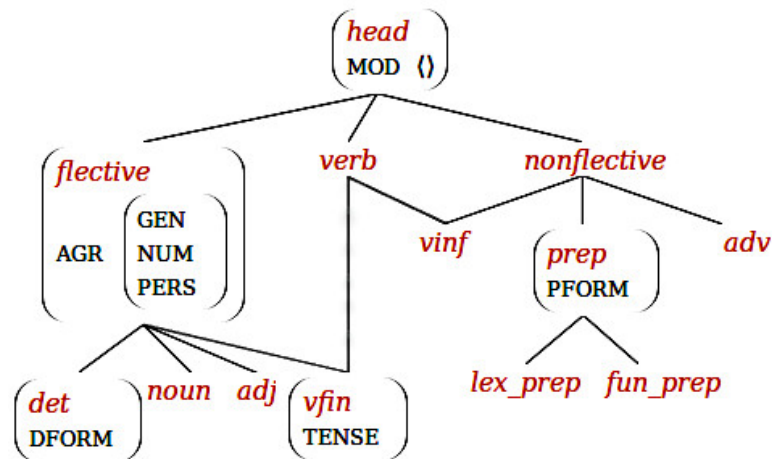 head
MOD ⟨⟩
flective
verb
nonflective
AGR
GEN
NUM
PERS
vinf
prep
PFORM
adv
det
DFORM
noun
adj
vfin
TENSE
lex_prep
fun_prep